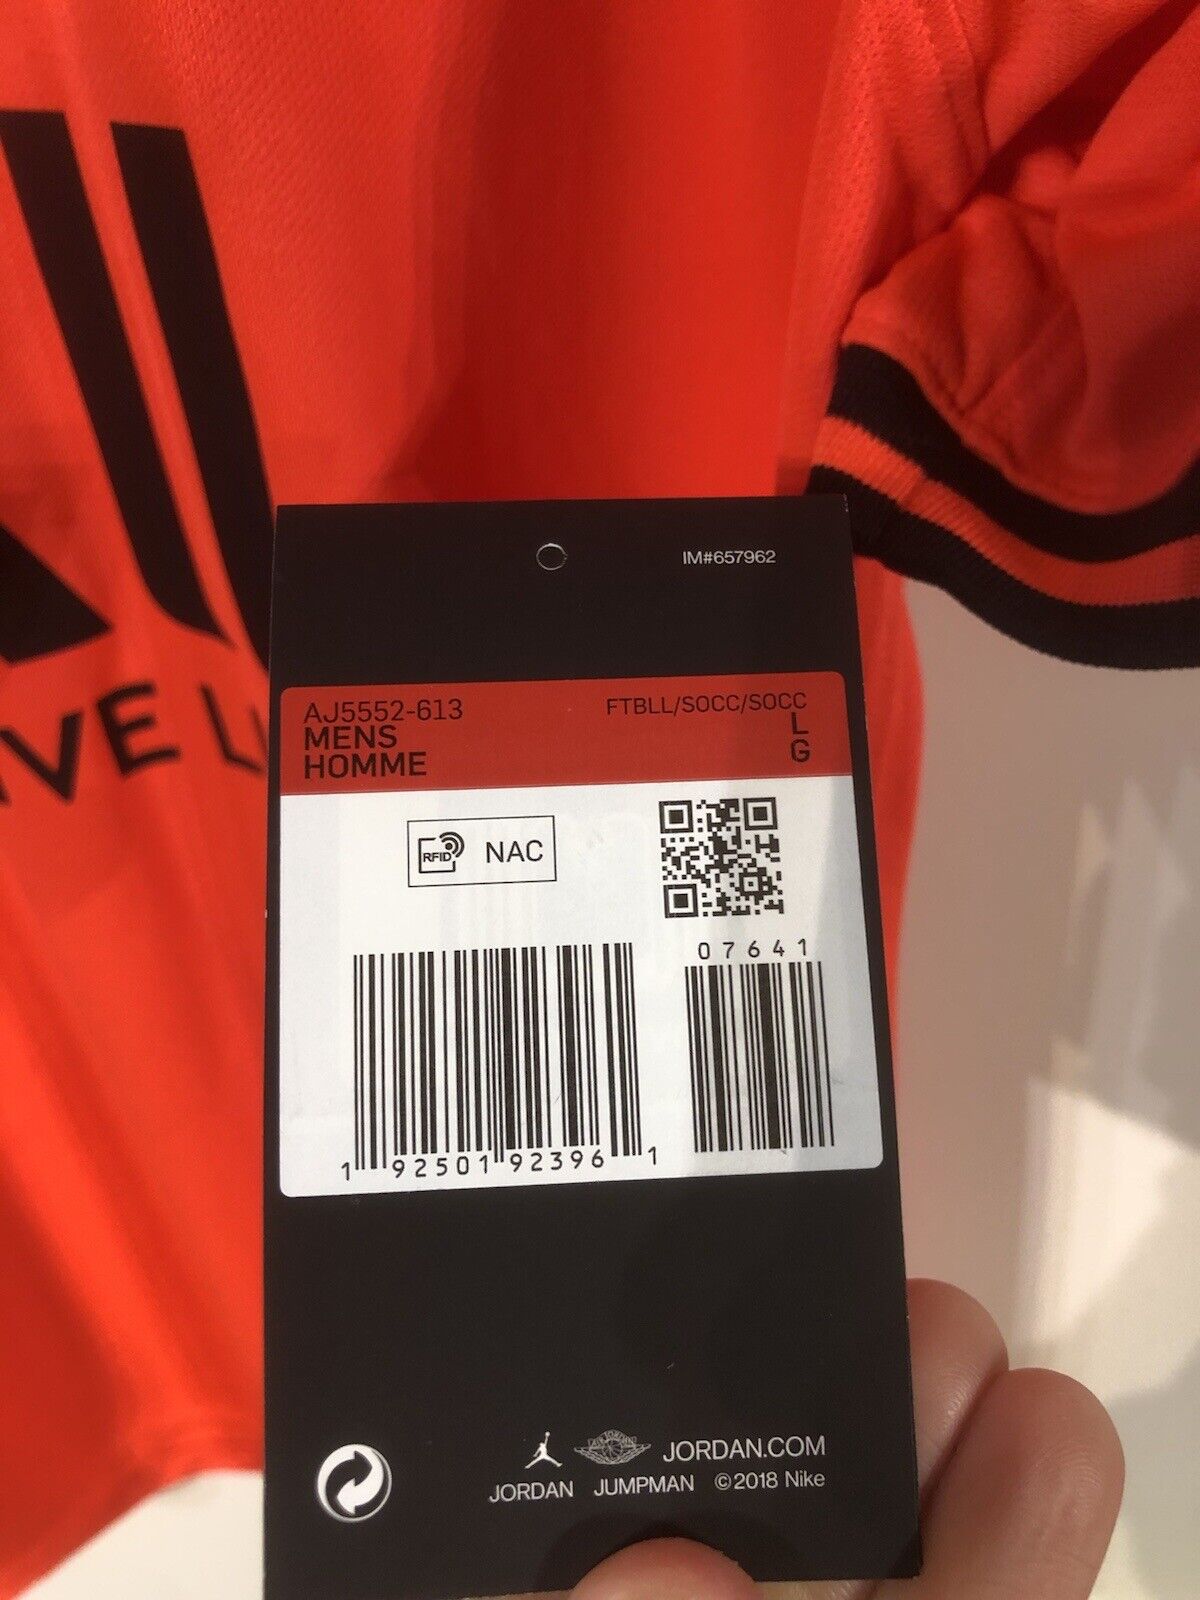 IM#657962
AJ5552-613 FTBLL/SOCC/SOCC
MENS L
HOMME G
RFID NAC
07641
1 92501 92396 1
IVE L
JORDAN.COM
JORDAN JUMPMAN ©2018 Nike